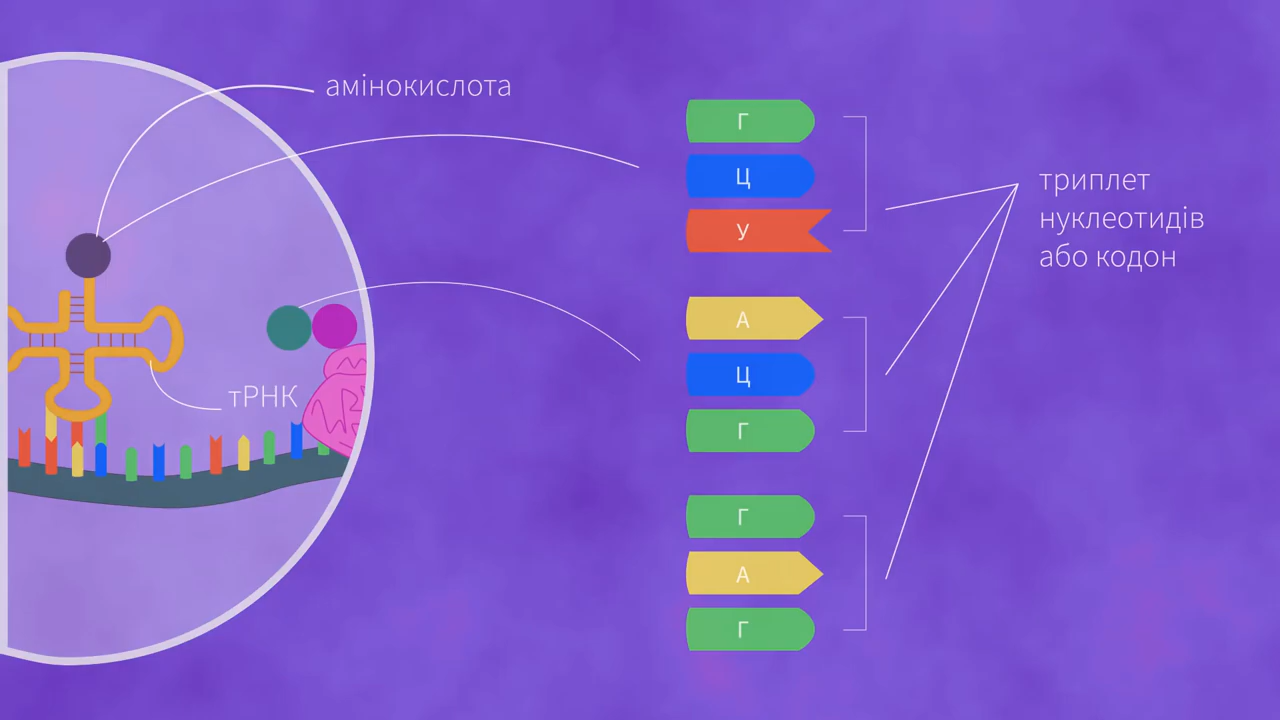 амінокислота
тРНК
Г
Ц
У
А
Ц
Г
Г
А
Г
триплет
нуклеотидів
або кодон